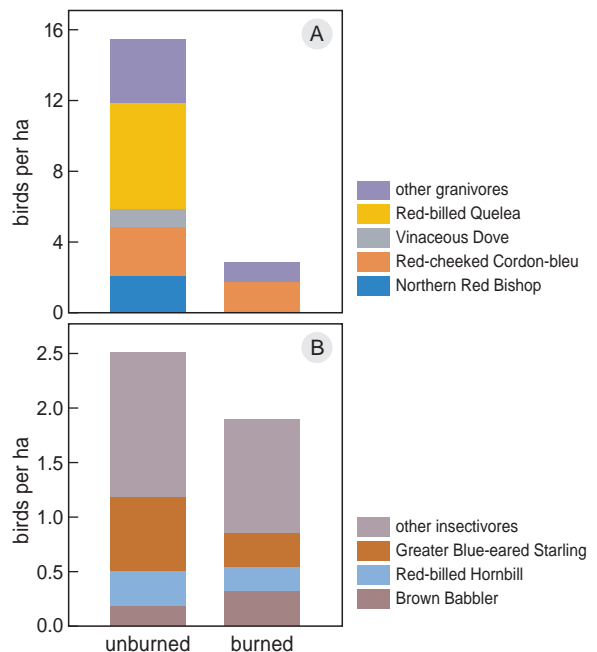 A
16
12
8
4
0
birds per ha
other granivores
Red-billed Quelea
Vinaceous Dove
Red-cheeked Cordon-bleu
Northern Red Bishop
B
2.5
2.0
1.5
1.0
0.5
0.0
birds per ha
other insectivores
Greater Blue-eared Starling
Red-billed Hornbill
Brown Babbler
unburned burned